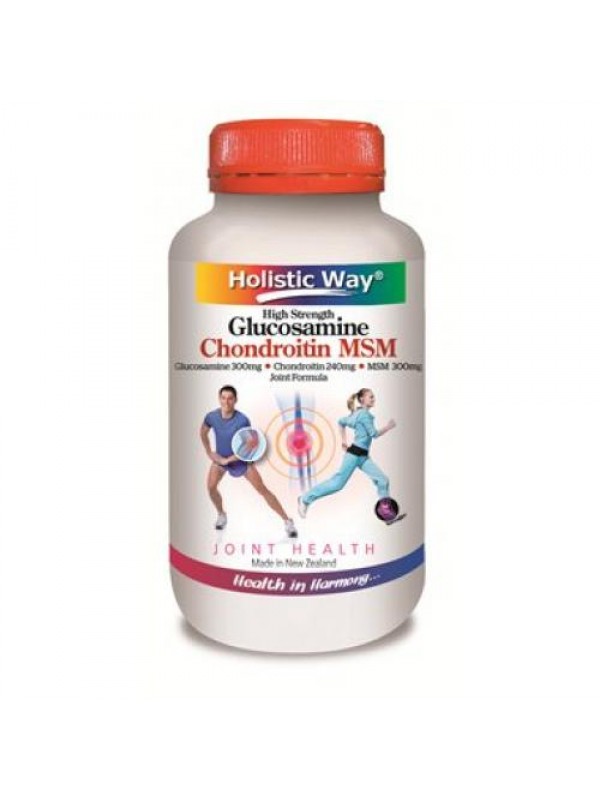 Holistic Way®
High Strength
Glucosamine
Chondroitin MSM
Glucosamine 300mg • Chondroitin 240mg • MSM 300mg
Joint Formula
JOINT HEALTH
Made in New Zealand
Health in Harmony...